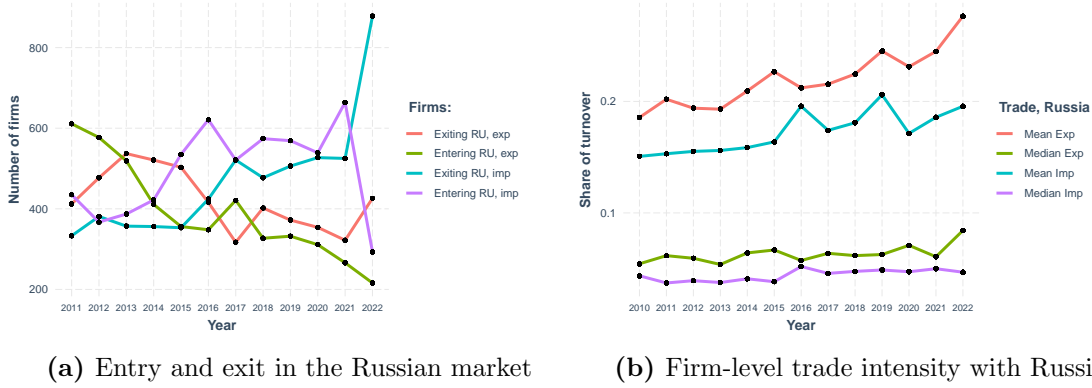 Number of firms
800
600
400
200
2011 2012 2013 2014 2015 2016 2017 2018 2019 2020 2021 2022
Year
Firms:
Exiting RU, exp
Entering RU, exp
Exiting RU, imp
Entering RU, imp
(a) Entry and exit in the Russian market
Share of turnover
0.2
0.1
2010 2011 2012 2013 2014 2015 2016 2017 2018 2019 2020 2021 2022
Year
Trade, Russia
Mean Exp
Median Exp
Mean Imp
Median Imp
(b) Firm-level trade intensity with Russi